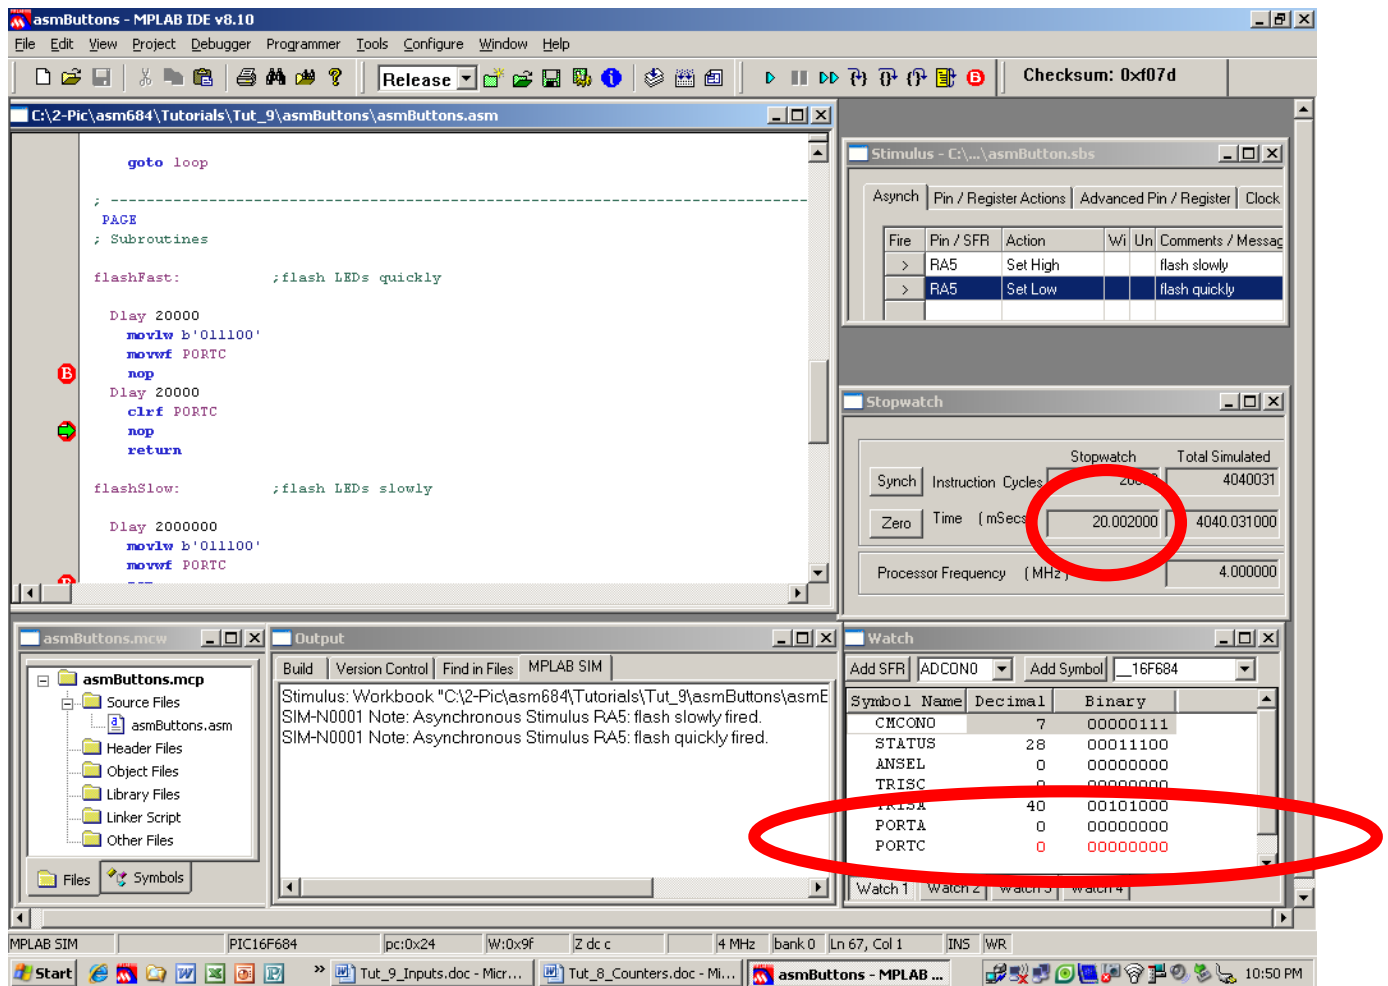 asmButtons - MPLAB IDE v8.10
File Edit View Project Debugger Programmer Tools Configure Window Help
Release
Checksum: 0xf07d
C:\2-Pic\asm684\Tutorials\Tut_9\asmButtons\asmButtons.asm
goto loop
; -------------------------------------------------------------------------------
PAGE
; Subroutines
flashFast: ;flash LEDs quickly
Dlay 20000
movlw b'011100'
movwf PORTC
B
nop
Dlay 20000
clrf PORTC
nop
return
flashSlow: ;flash LEDs slowly
Dlay 2000000
movlw b'011100'
movwf PORTC
Stimulus - C:\...\asmButton.sbs
Asynch Pin / Register Actions Advanced Pin / Register Clock
Fire Pin / SFR Action Wi Un Comments / Messag
> RA5 Set High flash slowly
> RA5 Set Low flash quickly
Stopwatch
Stopwatch Total Simulated
Synch Instruction Cycles 4040031
Zero Time (mSecs 20.002000 4040.031000
Processor Frequency (MHz) 4.000000
asmButtons.mcw
asmButtons.mcp
Source Files
asmButtons.asm
Header Files
Object Files
Library Files
Linker Script
Other Files
Files Symbols
Output
Build Version Control Find in Files MPLAB SIM
Stimulus: Workbook "C:\2-Pic\asm684\Tutorials\Tut_9\asmButtons\asmE
SIM-N0001 Note: Asynchronous Stimulus RA5: flash slowly fired.
SIM-N0001 Note: Asynchronous Stimulus RA5: flash quickly fired.
Watch
Add SFR ADCON0 Add Symbol __16F684
Symbol Name Decimal Binary
CMCON0 7 00000111
STATUS 28 00011100
ANSEL 0 00000000
TRISC 0 00000000
TRISA 40 00101000
PORTA 0 00000000
PORTC 0 00000000
Watch 1 Watch 2 Watch 3 Watch 4
MPLAB SIM PIC16F684 pc:0x24 W:0x9f Z dc c 4 MHz bank 0 Ln 67, Col 1 INS WR
Start » Tut_9_Inputs.doc - Micr... Tut_8_Counters.doc - Mi... asmButtons - MPLAB ... 10:50 PM